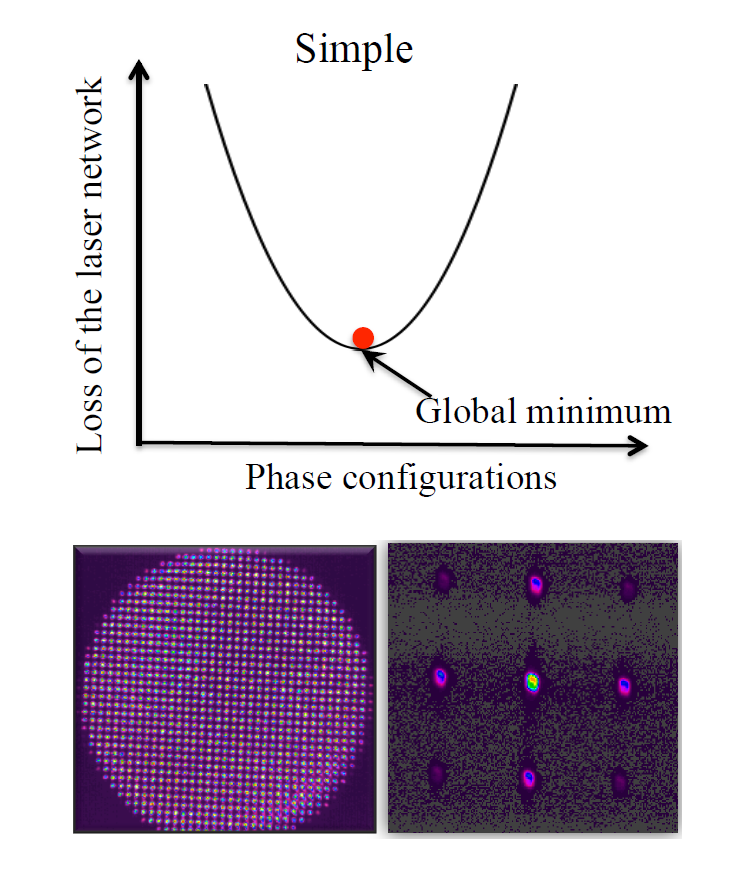 Simple
Loss of the laser network
Global minimum
Phase configurations